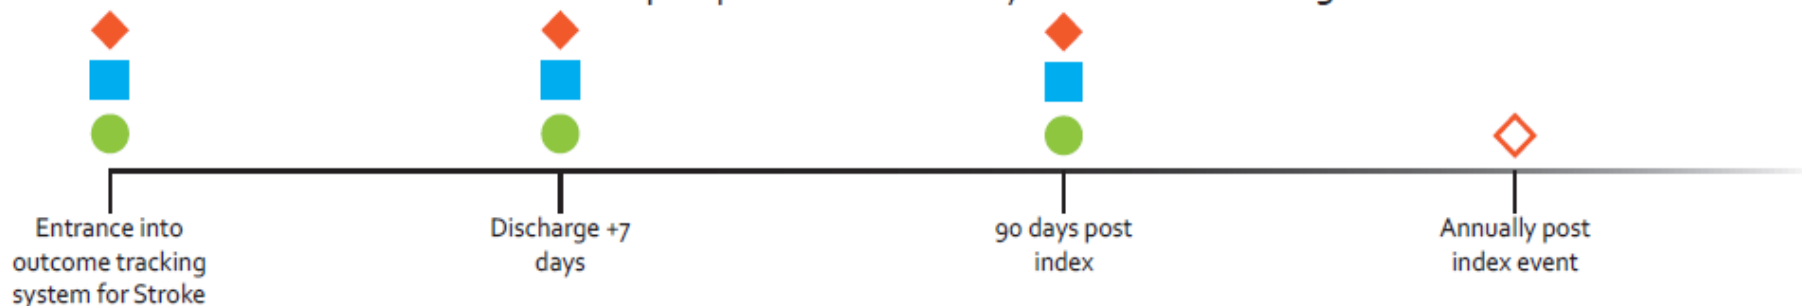 Entrance into
outcome tracking
system for Stroke
Discharge +7
days
90 days post
index
Annually post
index event